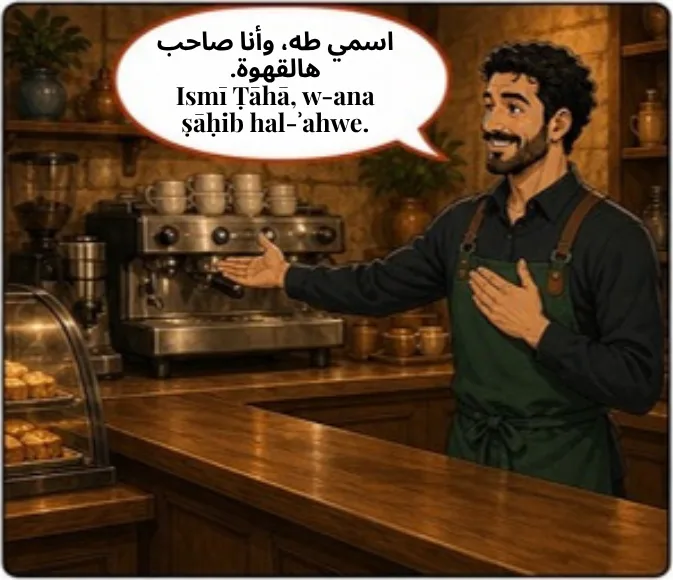 اسمي طه، وأنا صاحب
هالقهوة.
Ismī Ṭāhā, w-ana
ṣāḥib hal-ʾahwe.